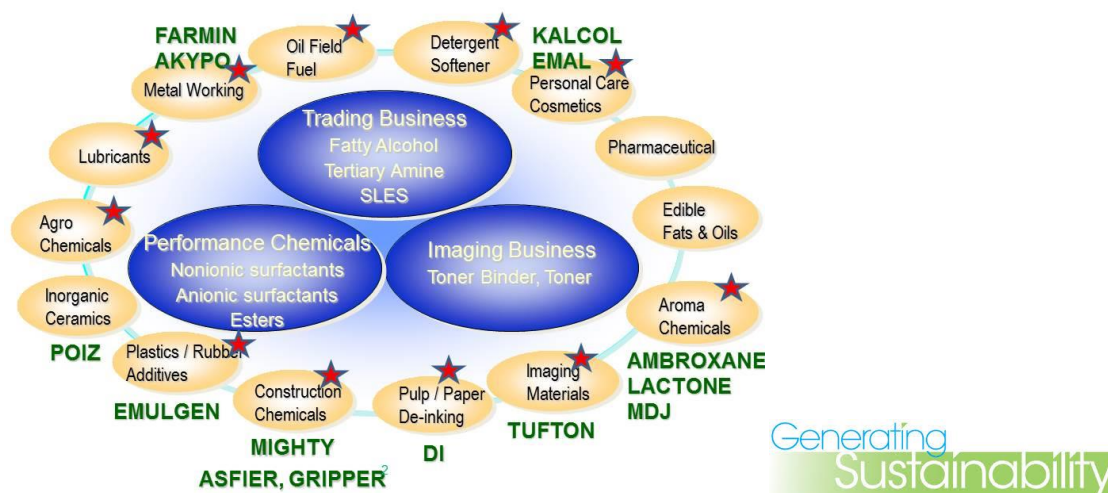 FARMIN
AKYPO
Oil Field
Fuel
Detergent
Softener
KALCOL
EMAL
Metal Working
Personal Care
Cosmetics
Trading Business
Fatty Alcohol
Tertiary Amine
SLES
Lubricants
Pharmaceutical
Agro
Chemicals
Edible
Fats & Oils
Performance Chemicals
Nonionic surfactants
Anionic surfactants
Esters
Imaging Business
Toner Binder, Toner
Inorganic
Ceramics
POIZ
Aroma
Chemicals
AMBROXANE
LACTONE
MDJ
Plastics / Rubber
Additives
EMULGEN
Construction
Chemicals
MIGHTY
ASFIER, GRIPPER2
Pulp / Paper
De-inking
DI
Imaging
Materials
TUFTON
Generating
Sustainability